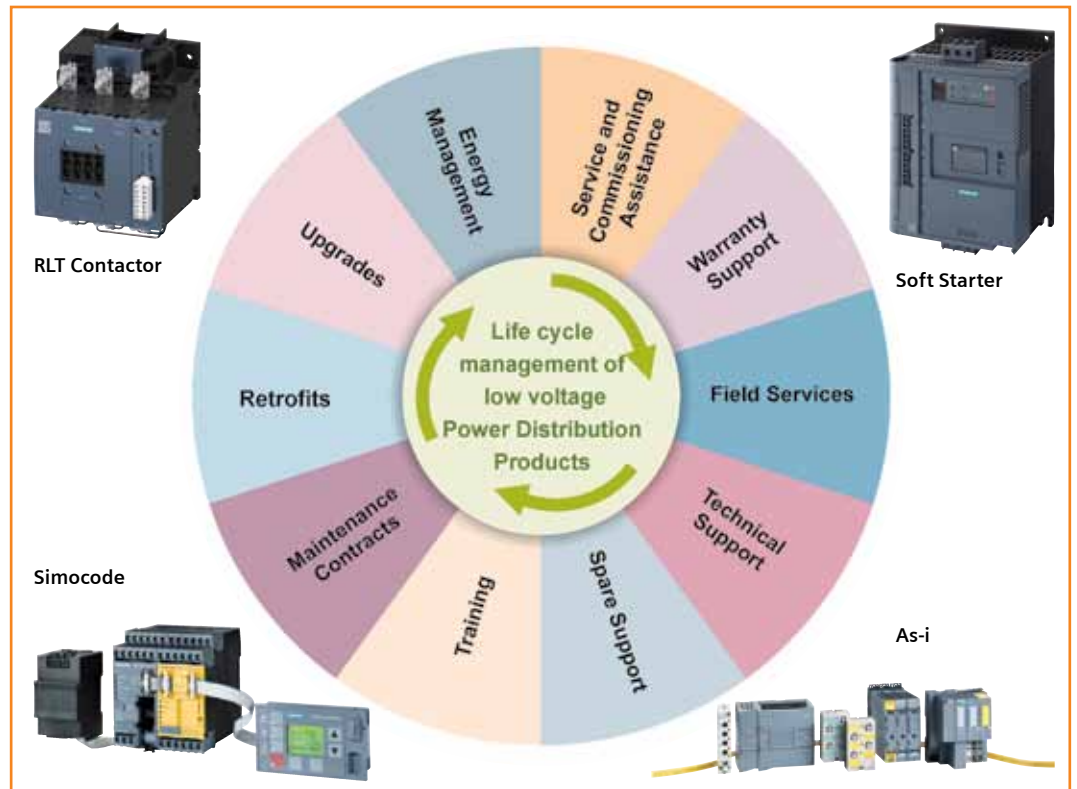 RLT Contactor
Soft Starter
Energy
Management
Service and
Commissioning
Assistance
Warranty
Support
Field Services
Technical
Support
Spare Support
Training
Maintenance
Contracts
Retrofits
Upgrades
Life cycle
management of
low voltage
Power Distribution
Products
Simocode
As-i